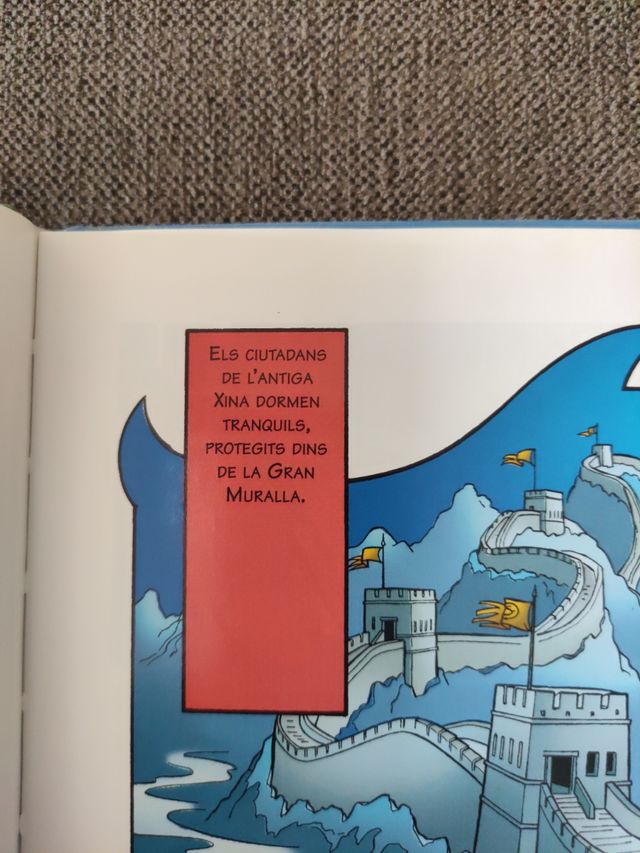 ELS CIUTADANS
DE L'ANTIGA
XINA DORMEN
TRANQUILS,
PROTEGITS DINS
DE LA GRAN
MURALLA.